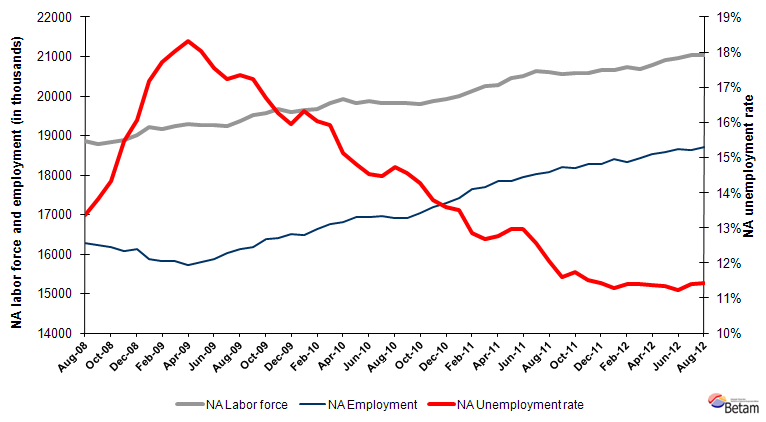 22000
21000
20000
19000
18000
17000
16000
15000
14000
NA labor force and employment (in thousands)
19%
18%
17%
16%
15%
14%
13%
12%
11%
10%
NA unemployment rate
Aug-08
Oct-08
Dec-08
Feb-09
Apr-09
Jun-09
Aug-09
Oct-09
Dec-09
Feb-10
Apr-10
Jun-10
Aug-10
Oct-10
Dec-10
Feb-11
Apr-11
Jun-11
Aug-11
Oct-11
Dec-11
Feb-12
Apr-12
Jun-12
Aug-12
NA Labor force NA Employment NA Unemployment rate
Betam